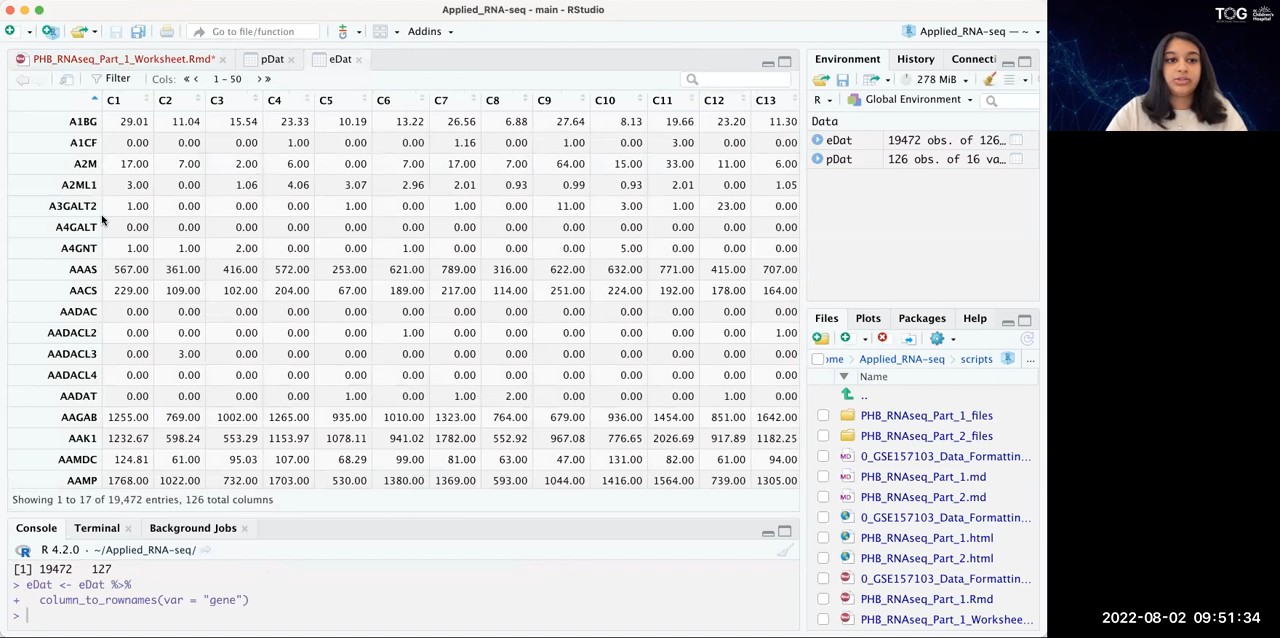 Applied_RNA-seq - main - RStudio
Go to file/function Addins Applied_RNA-seq — ~
PHB_RNAseq_Part_1_Worksheet.Rmd* pDat eDat
Filter Cols: 1 - 50
C1 C2 C3 C4 C5 C6 C7 C8 C9 C10 C11 C12 C13
A1BG 29.01 11.04 15.54 23.33 10.19 13.22 26.56 6.88 27.64 8.13 19.66 23.20 11.30
A1CF 0.00 0.00 0.00 1.00 0.00 0.00 1.16 0.00 1.00 0.00 3.00 0.00 0.00
A2M 17.00 7.00 2.00 6.00 0.00 7.00 17.00 7.00 64.00 15.00 33.00 11.00 6.00
A2ML1 3.00 0.00 1.06 4.06 3.07 2.96 2.01 0.93 0.99 0.93 2.01 0.00 1.05
A3GALT2 1.00 0.00 0.00 0.00 1.00 0.00 1.00 0.00 11.00 3.00 1.00 23.00 0.00
A4GALT 0.00 0.00 0.00 0.00 0.00 0.00 0.00 0.00 0.00 0.00 0.00 0.00 0.00
A4GNT 1.00 1.00 2.00 0.00 0.00 1.00 0.00 0.00 0.00 5.00 0.00 0.00 0.00
AAAS 567.00 361.00 416.00 572.00 253.00 621.00 789.00 316.00 622.00 632.00 771.00 415.00 707.00
AACS 229.00 109.00 102.00 204.00 67.00 189.00 217.00 114.00 251.00 224.00 192.00 178.00 164.00
AADAC 0.00 0.00 0.00 0.00 0.00 0.00 0.00 0.00 0.00 0.00 0.00 0.00 0.00
AADACL2 0.00 0.00 0.00 0.00 0.00 1.00 0.00 0.00 0.00 0.00 0.00 0.00 1.00
AADACL3 0.00 3.00 0.00 0.00 0.00 0.00 0.00 0.00 0.00 0.00 0.00 0.00 0.00
AADACL4 0.00 0.00 0.00 0.00 0.00 0.00 0.00 0.00 0.00 0.00 0.00 0.00 0.00
AADAT 0.00 0.00 0.00 0.00 1.00 0.00 1.00 2.00 0.00 0.00 0.00 1.00 0.00
AAGAB 1255.00 769.00 1002.00 1265.00 935.00 1010.00 1323.00 764.00 679.00 936.00 1454.00 851.00 1642.00
AAK1 1232.67 598.24 553.29 1153.97 1078.11 941.02 1782.00 552.92 967.08 776.65 2026.69 917.89 1182.25
AAMDC 124.81 61.00 95.03 107.00 68.29 99.00 81.00 63.00 47.00 131.00 82.00 61.00 94.00
AAMP 1768.00 1022.00 732.00 1703.00 530.00 1380.00 1369.00 593.00 1044.00 1416.00 1564.00 739.00 1305.00
Showing 1 to 17 of 19,472 entries, 126 total columns
Console Terminal Background Jobs
R 4.2.0 · ~/Applied_RNA-seq/
[1] 19472 127
> eDat <- eDat %>%
+ column_to_rownames(var = "gene")
>
Environment History Connecti
278 MiB
R Global Environment
Data
eDat 19472 obs. of 126...
pDat 126 obs. of 16 va...
Files Plots Packages Help
ome Applied_RNA-seq scripts ...
Name
..
PHB_RNAseq_Part_1_files
PHB_RNAseq_Part_2_files
0_GSE157103_Data_Formattin...
PHB_RNAseq_Part_1.md
PHB_RNAseq_Part_2.md
0_GSE157103_Data_Formattin...
PHB_RNAseq_Part_1.html
PHB_RNAseq_Part_2.html
0_GSE157103_Data_Formattin...
PHB_RNAseq_Part_1.Rmd
PHB_RNAseq_Part_1_Workshee...
TOG
2022-08-02 09:51:34